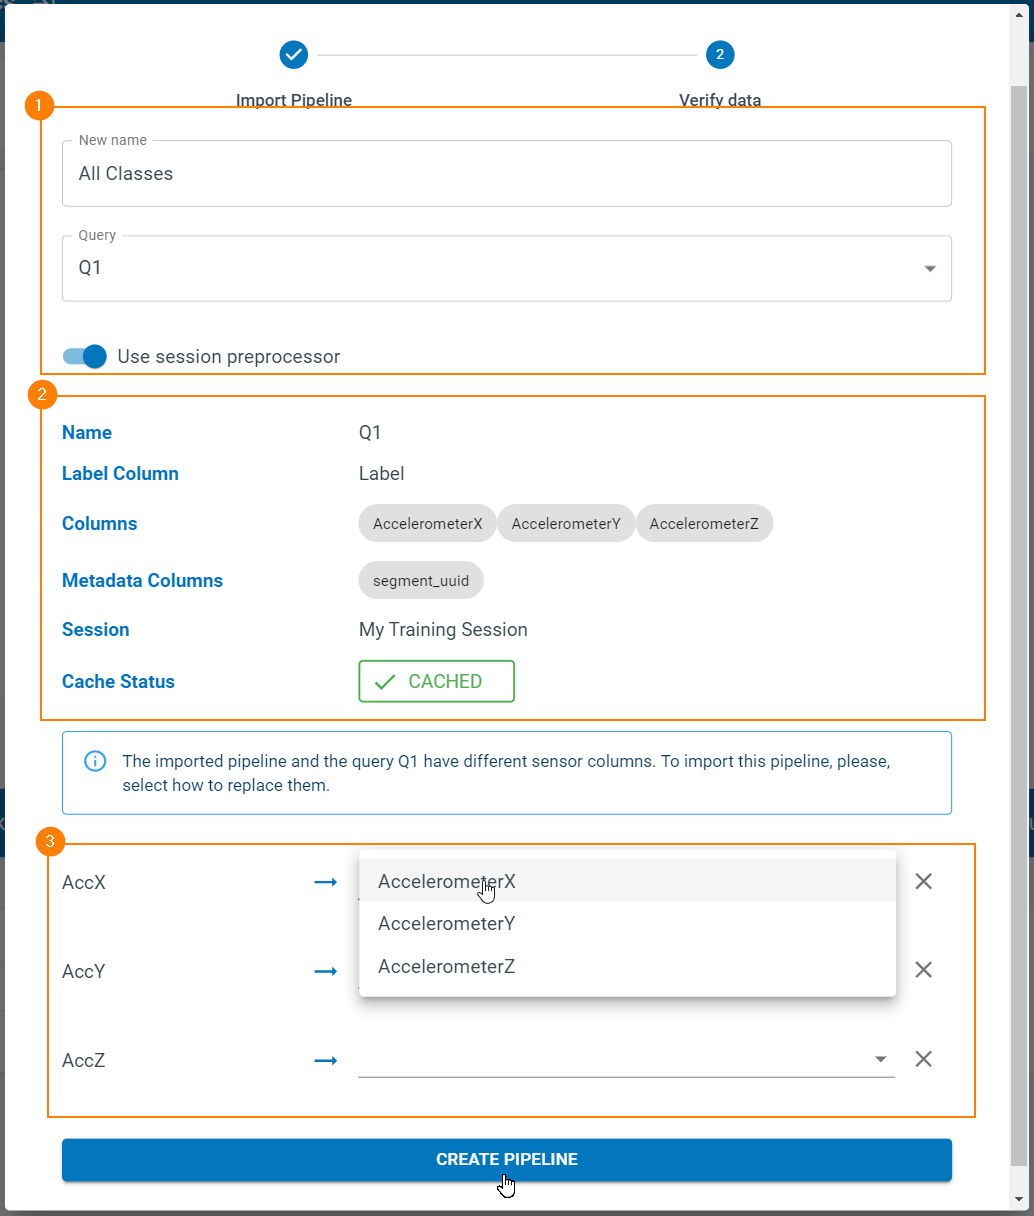 2
Import Pipeline
Verify data
1
New name
All Classes
Query
Q1
Use session preprocessor
2
Name Q1
Label Column Label
Columns AccelerometerX AccelerometerY AccelerometerZ
Metadata Columns segment_uuid
Session My Training Session
Cache Status CACHED
The imported pipeline and the query Q1 have different sensor columns. To import this pipeline, please,
select how to replace them.
3
AccX AccelerometerX
AccelerometerY
AccY AccelerometerZ
AccZ
CREATE PIPELINE